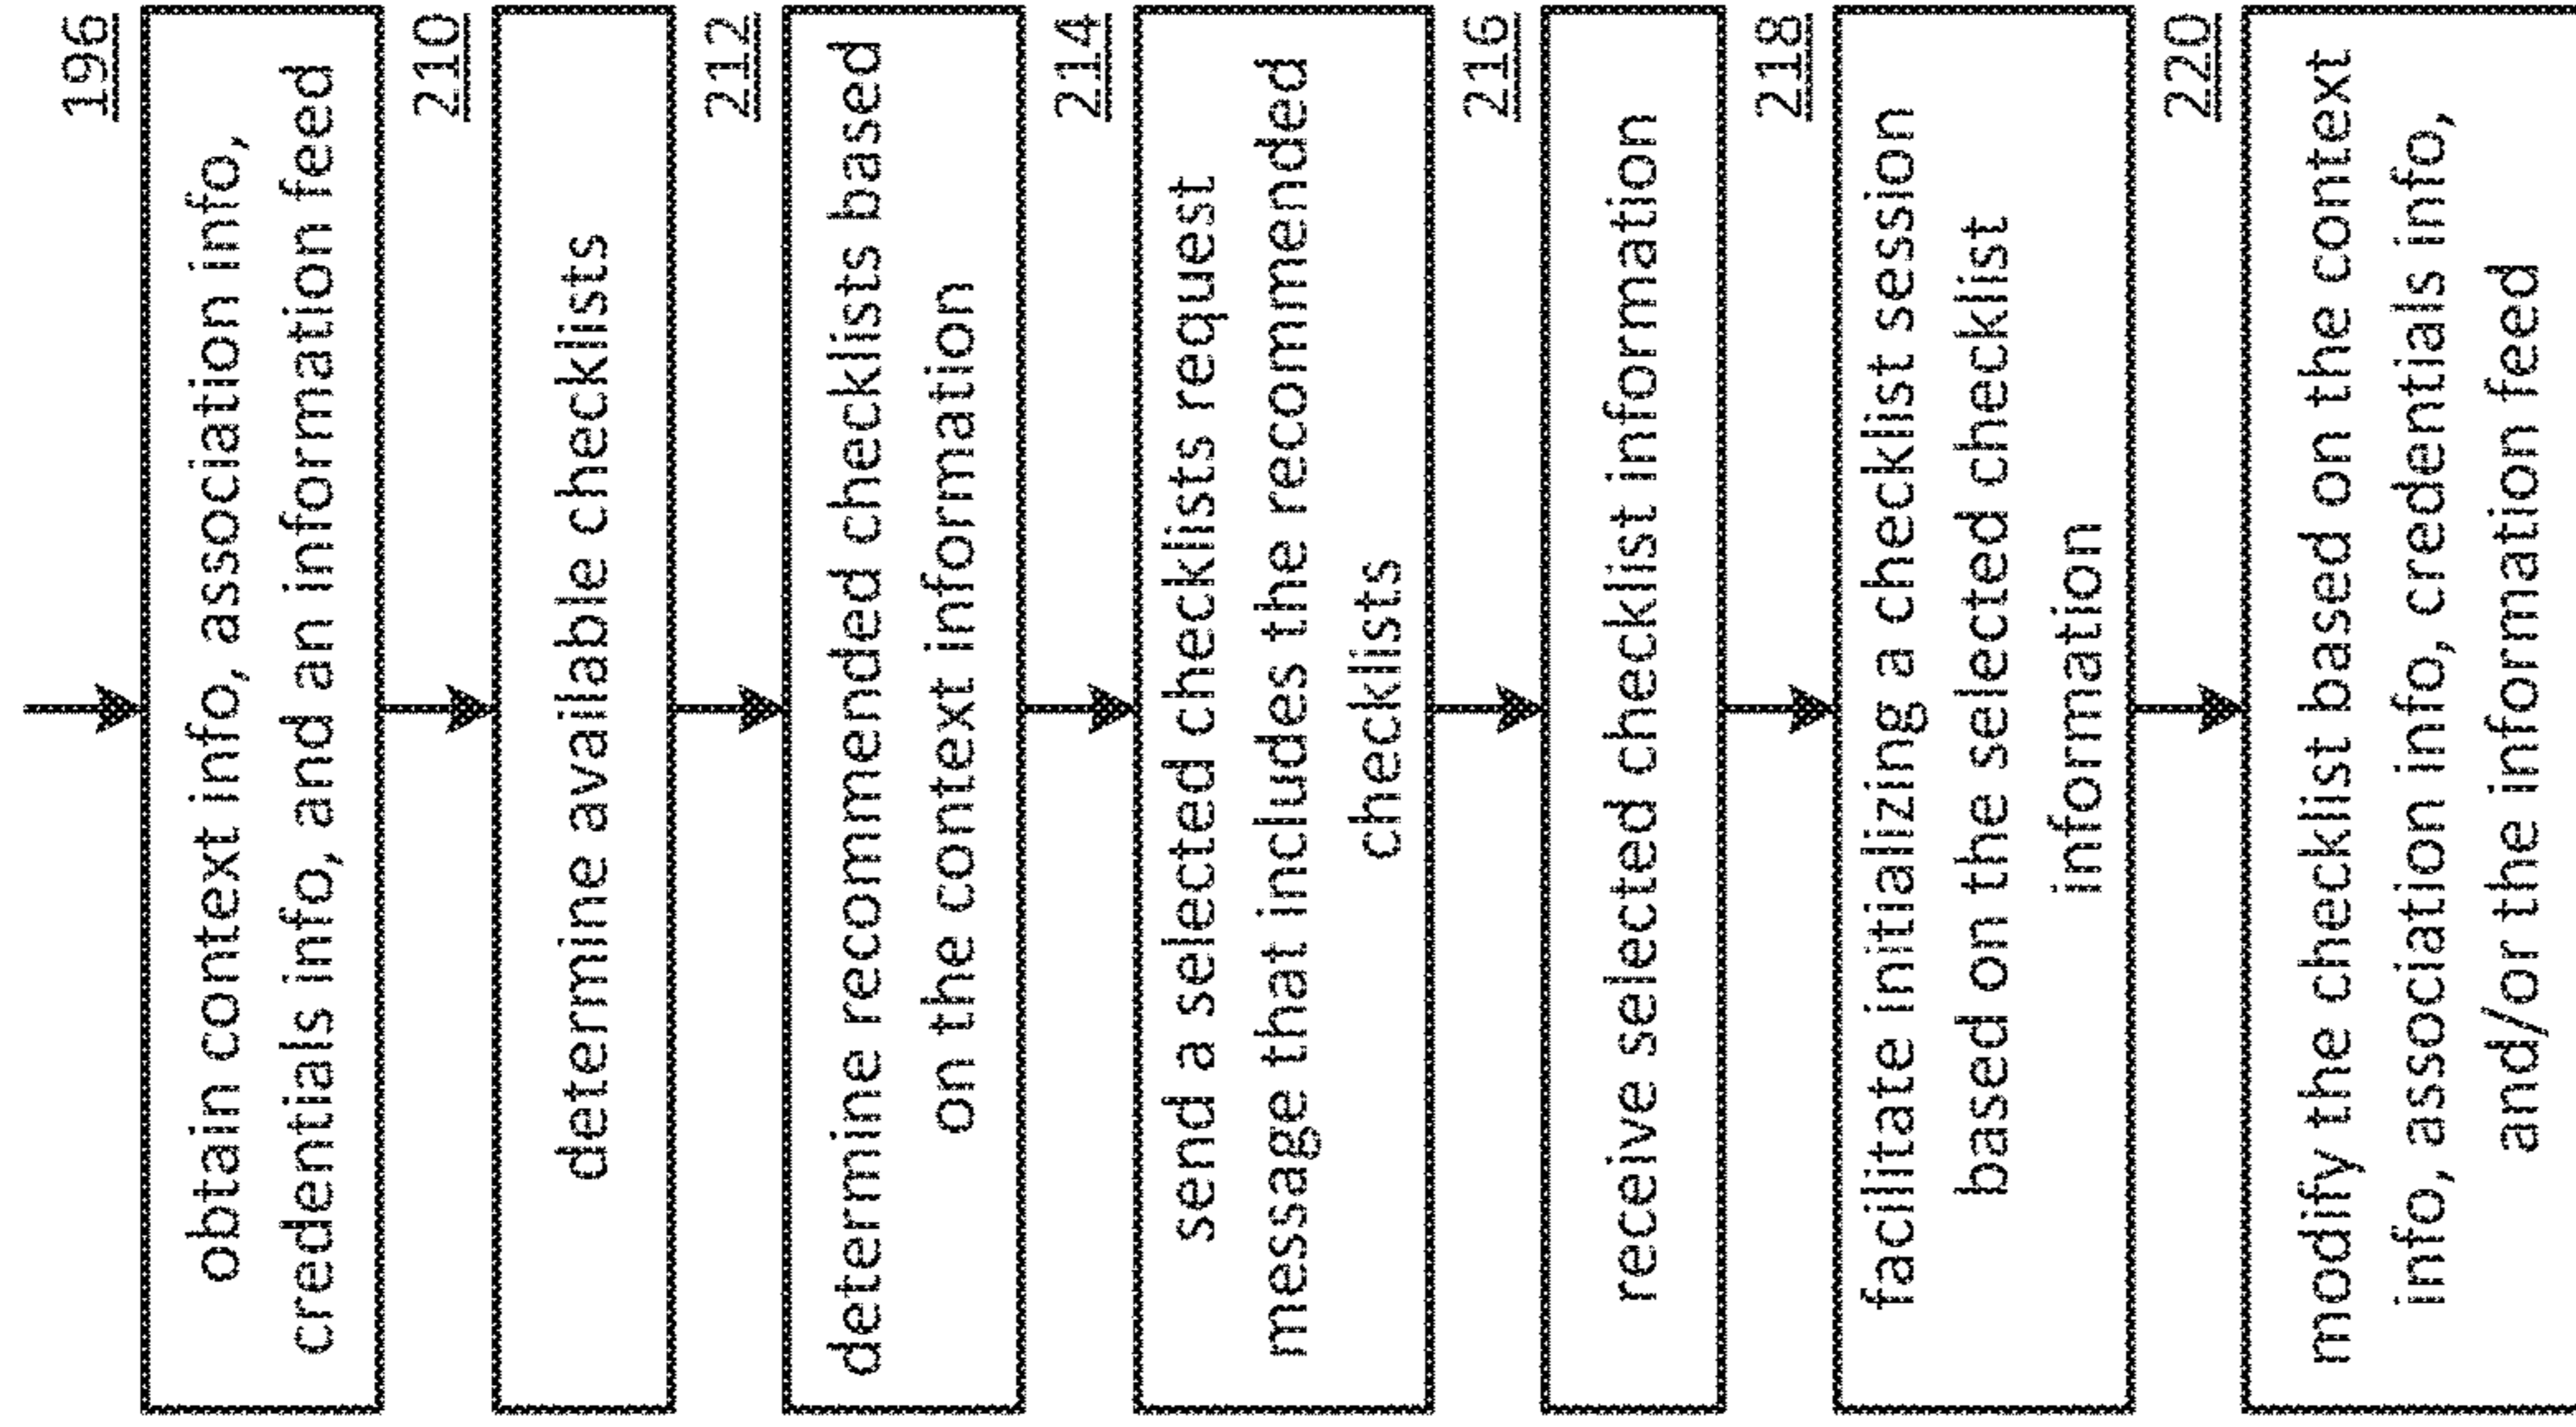 196
obtain context info, association info,
credentials info, and an information feed
210
determine available checklists
212
determine recommended checklists based
on the context information
214
send a selected checklists request
message that includes the recommended
checklists
216
receive selected checklist information
218
facilitate initializing a checklist session
based on the selected checklist
information
220
modify the checklist based on the context
info, association info, credentials info,
and/or the information feed